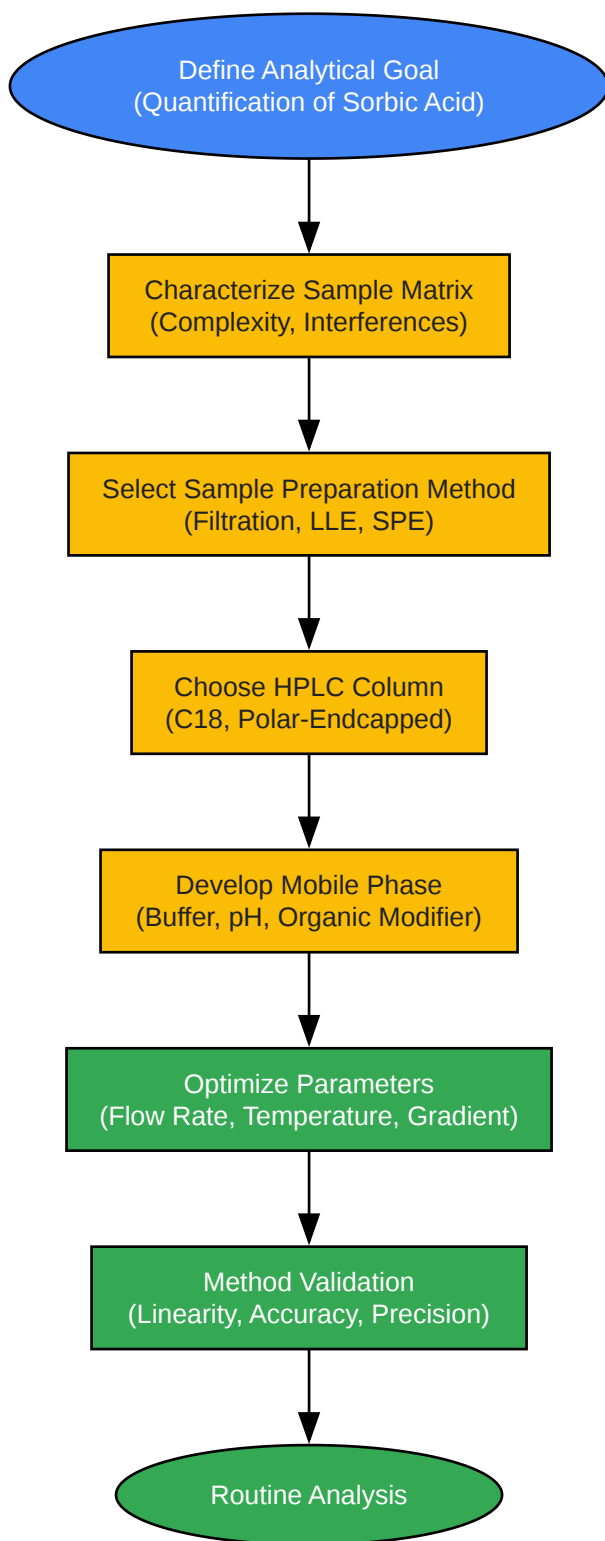 Define Analytical Goal
(Quantification of Sorbic Acid)
Characterize Sample Matrix
(Complexity, Interferences)
Select Sample Preparation Method
(Filtration, LLE, SPE)
Choose HPLC Column
(C18, Polar-Endcapped)
Develop Mobile Phase
(Buffer, pH, Organic Modifier)
Optimize Parameters
(Flow Rate, Temperature, Gradient)
Method Validation
(Linearity, Accuracy, Precision)
Routine Analysis